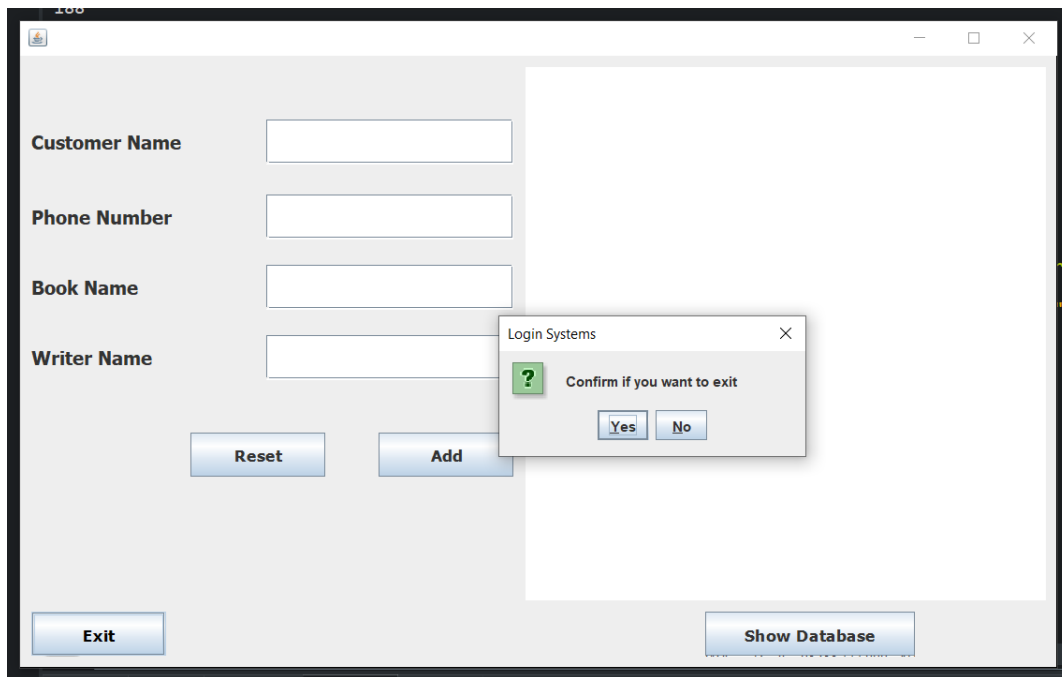 188
Customer Name
Phone Number
Book Name
Writer Name
Login Systems
Confirm if you want to exit
Yes No
Reset Add
Exit Show Database